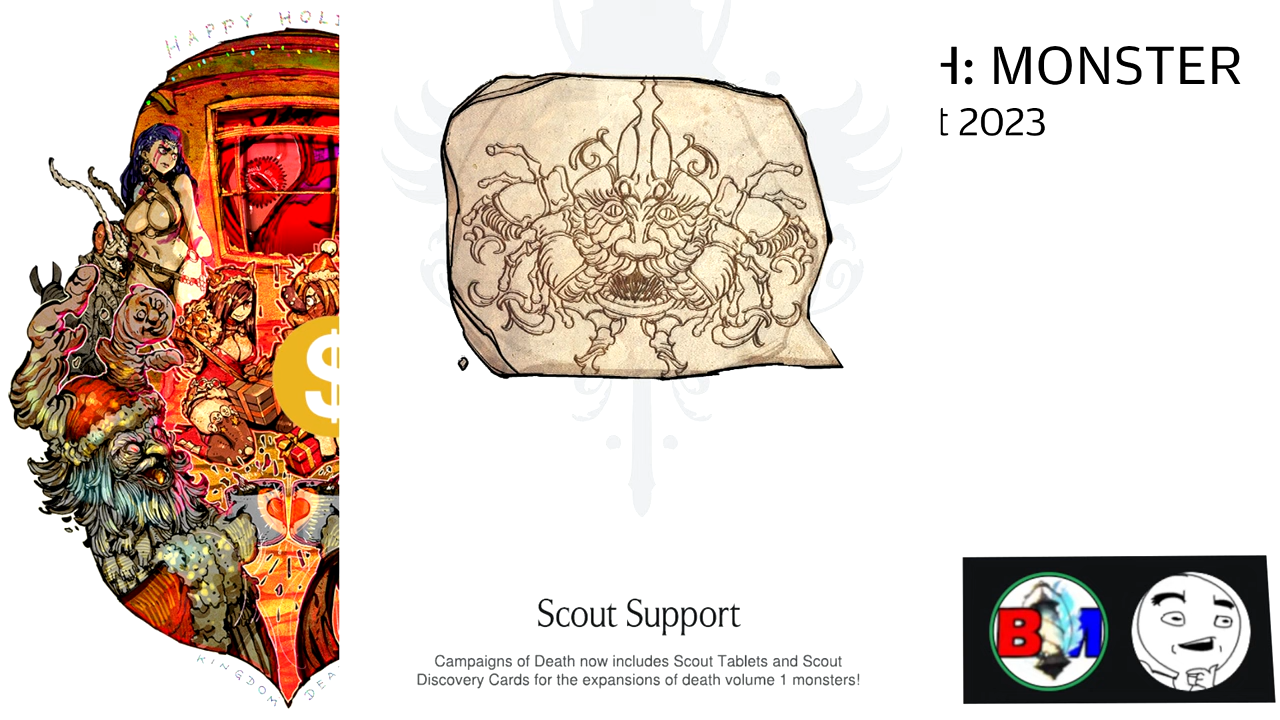 HAPPY HOLI
$
KINGDOM DEA
Scout Support
Campaigns of Death now includes Scout Tablets and Scout
Discovery Cards for the expansions of death volume 1 monsters!
H: MONSTER
t 2023
B